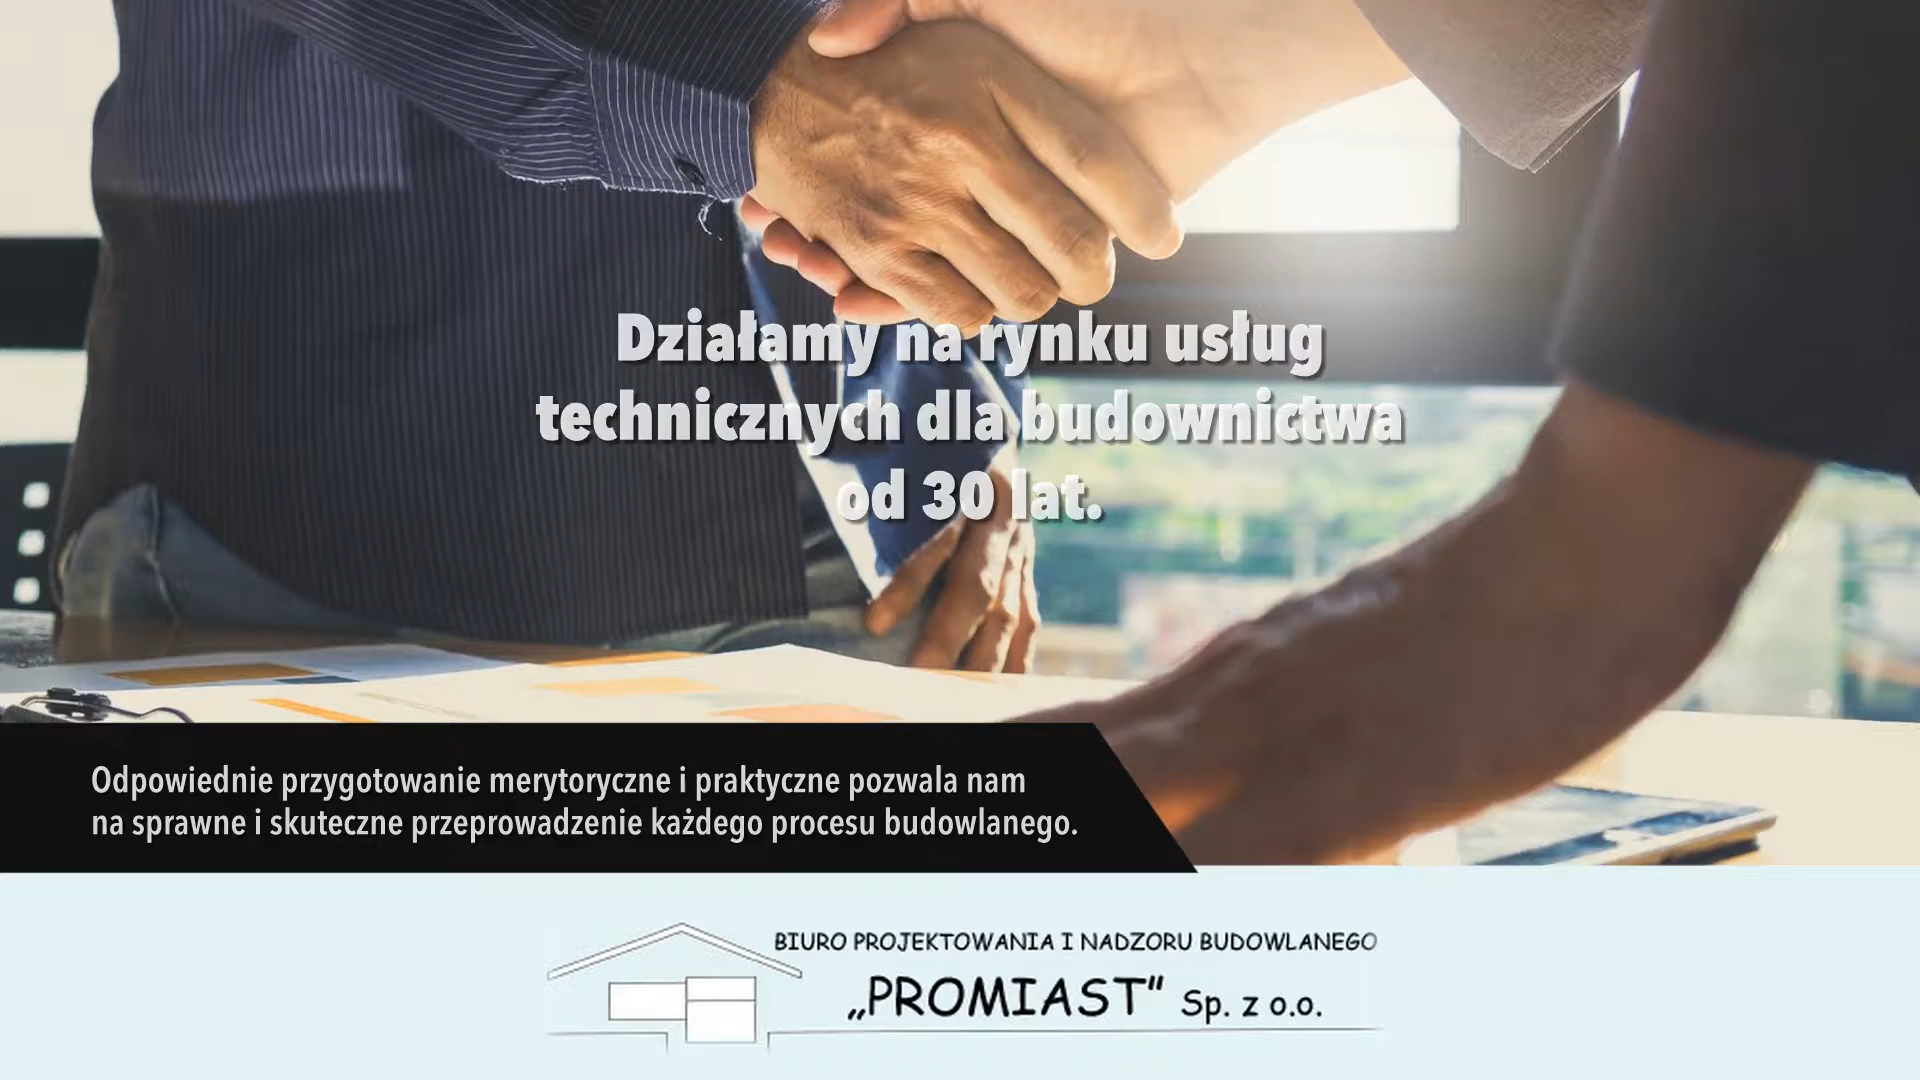 Działamy na rynku usług
technicznych dla budownictwa
od 30 lat.
Odpowiednie przygotowanie merytoryczne i praktyczne pozwala nam
na sprawne i skuteczne przeprowadzenie każdego procesu budowlanego.
BIURO PROJEKTOWANIA I NADZORU BUDOWLANEGO
„PROMIAST” Sp. z o.o.